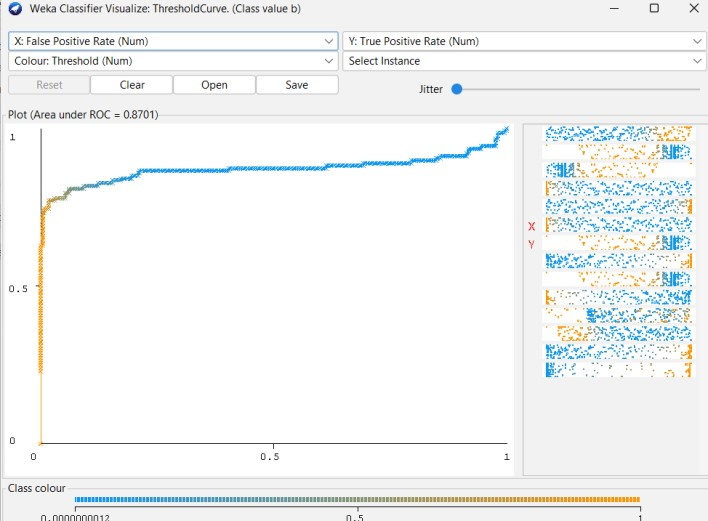 Weka Classifier Visualize: ThresholdCurve. (Class value b)
X: False Positive Rate (Num) Y: True Positive Rate (Num)
Colour: Threshold (Num) Select Instance
Reset Clear Open Save Jitter
Plot (Area under ROC = 0.8701)
1
X
Y
0.5
0
0 0.5 1
Class colour
0.0000000012 0.5 1